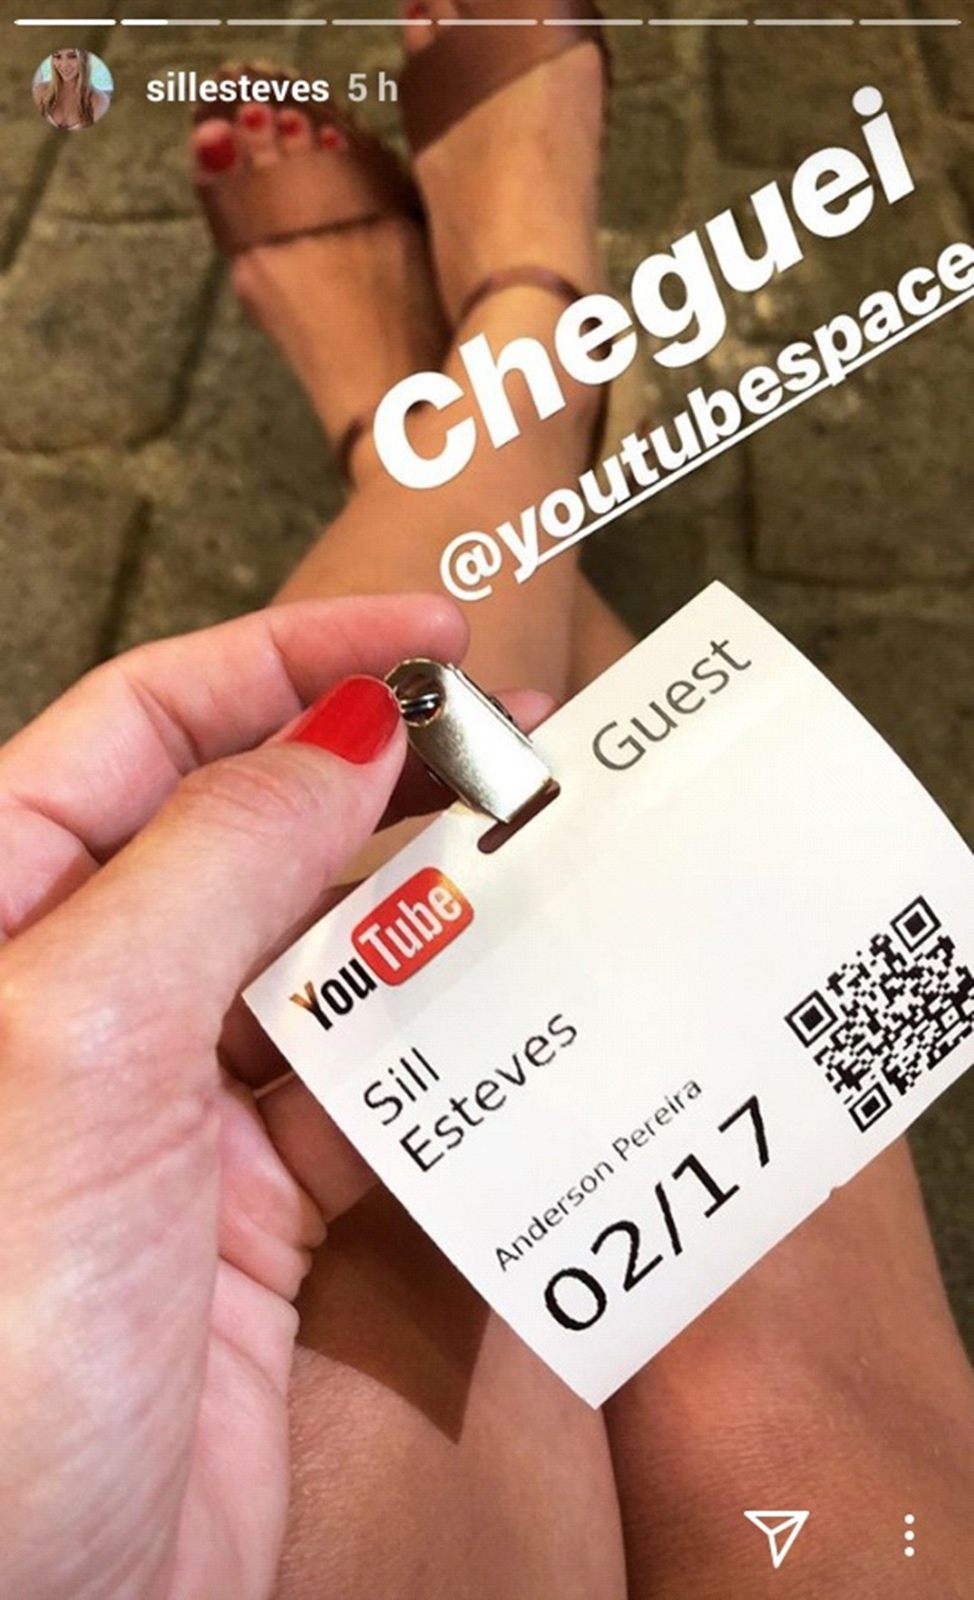 sillesteves 5 h
Cheguei
@youtubespace
Guest
YouTube
Sill
Esteves
Anderson Pereira
02/17